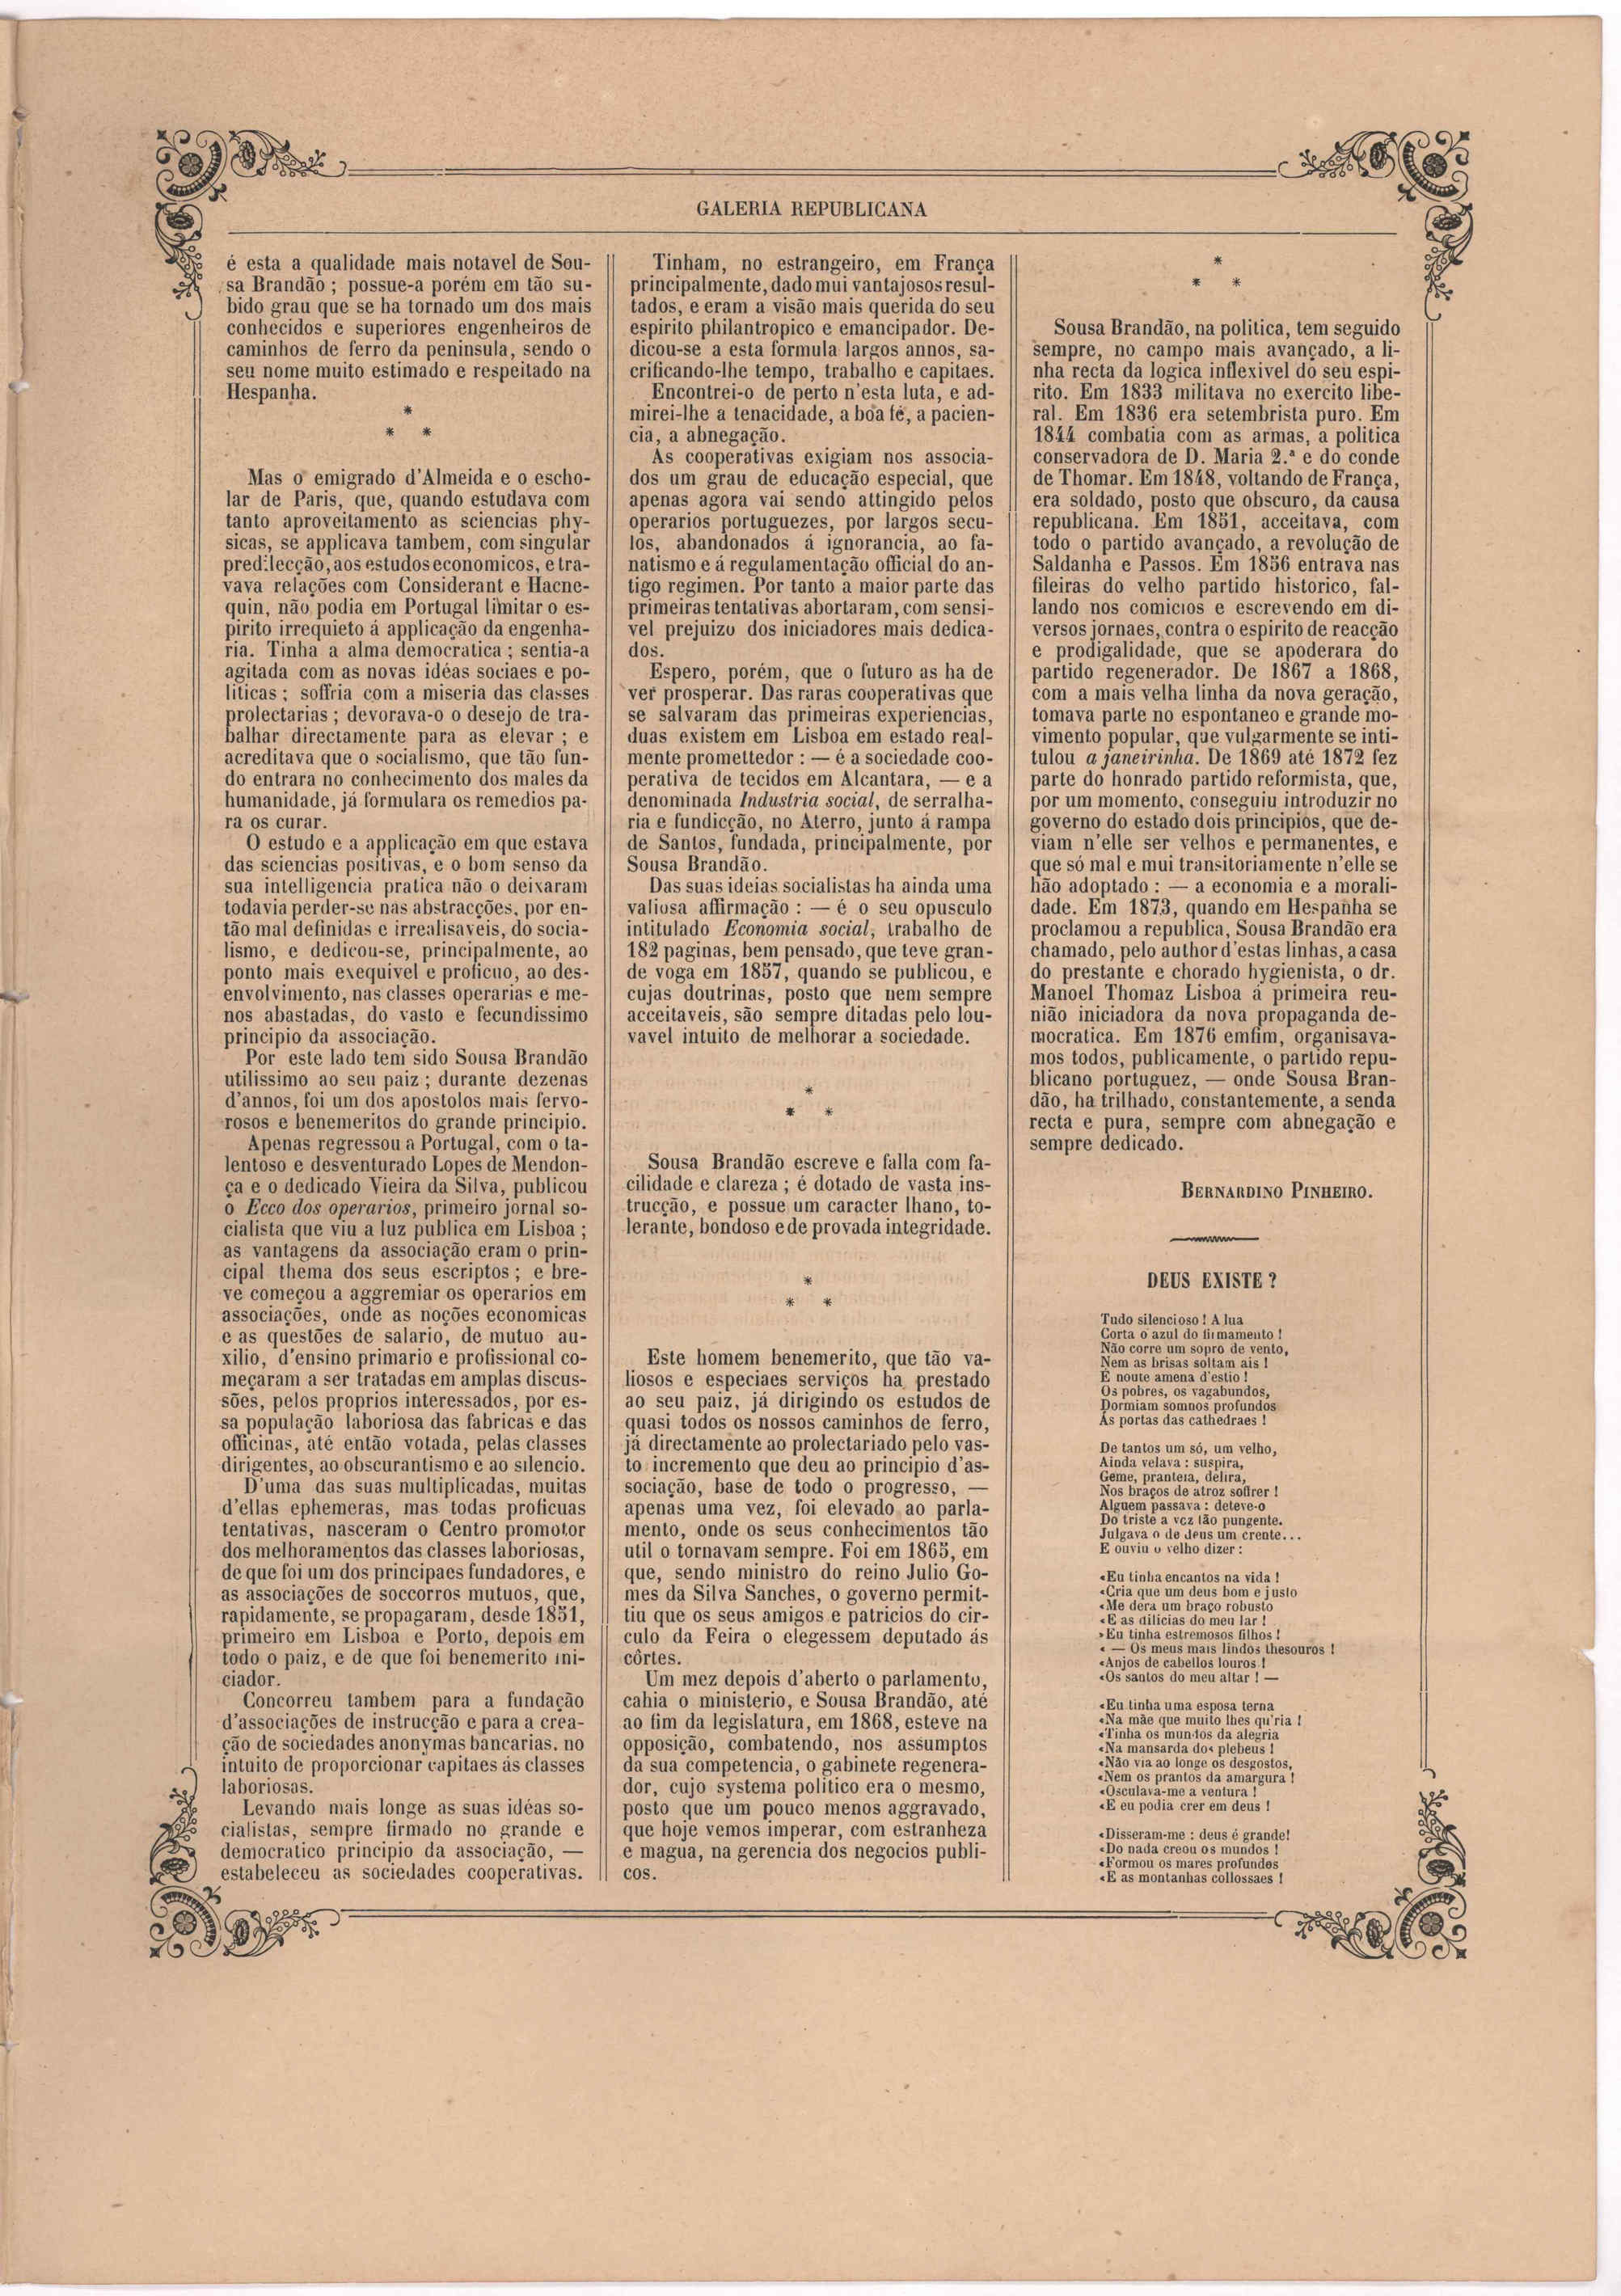 GALERIA REPUBLICANA
é esta a qualidade mais notavel de Sou-
sa Brandão ; possue-a porém em tão su-
bido grau que se ha tornado um dos mais
conhecidos e superiores engenheiros de
caminhos de ferro da peninsula, sendo o
seu nome muito estimado e respeitado na
Hespanha.
*
* *
Mas o emigrado d'Almeida e o escho-
lar de Paris, que, quando estudava com
tanto aproveitamento as sciencias phy-
sicas, se applicava tambem, com singular
predilecção, aos estudos economicos, e tra-
vava relações com Considerant e Hacne-
quin, não podia em Portugal limitar o es-
pirito irrequieto á applicação da engenha-
ria. Tinha a alma democratica ; sentia-a
agitada com as novas idéas sociaes e po-
liticas ; soffria com a miseria das classes
prolectarias ; devorava-o o desejo de tra-
balhar directamente para as elevar ; e
acreditava que o socialismo, que tão fun-
do entrara no conhecimento dos males da
humanidade, já formulara os remedios pa-
ra os curar.
O estudo e a applicação em que estava
das sciencias positivas, e o bom senso da
sua intelligencia pratica não o deixaram
todavia perder-se nas abstracções, por en-
tão mal definidas e irrealisaveis, do socia-
lismo, e dedicou-se, principalmente, ao
ponto mais exequivel e proficuo, ao des-
envolvimento, nas classes operarias e me-
nos abastadas, do vasto e fecundissimo
principio da associação.
Por este lado tem sido Sousa Brandão
utilissimo ao seu paiz ; durante dezenas
d'annos, foi um dos apostolos mais fervo-
rosos e benemeritos do grande principio.
Apenas regressou a Portugal, com o ta-
lentoso e desventurado Lopes de Mendon-
ça e o dedicado Vieira da Silva, publicou
o Ecco dos operarios, primeiro jornal so-
cialista que viu a luz publica em Lisboa ;
as vantagens da associação eram o prin-
cipal thema dos seus escriptos ; e bre-
ve começou a aggremiar os operarios em
associações, onde as noções economicas
e as questões de salario, de mutuo au-
xilio, d'ensino primario e profissional co-
meçaram a ser tratadas em amplas discus-
sões, pelos proprios interessados, por es-
sa população laboriosa das fabricas e das
officinas, até então votada, pelas classes
dirigentes, ao obscurantismo e ao silencio.
D'uma das suas multiplicadas, muitas
d'ellas ephemeras, mas todas proficuas
tentativas, nasceram o Centro promotor
dos melhoramentos das classes laboriosas,
de que foi um dos principaes fundadores, e
as associações de soccorros mutuos, que,
rapidamente, se propagaram, desde 1851,
primeiro em Lisboa e Porto, depois em
todo o paiz, e de que foi benemerito ini-
ciador.
Concorreu tambem para a fundação
d'associações de instrucção e para a crea-
ção de sociedades anonymas bancarias. no
intuito de proporcionar capitaes ás classes
laboriosas.
Levando mais longe as suas idéas so-
cialistas, sempre firmado no grande e
democratico principio da associação, —
estabeleceu as sociedades cooperativas.
Tinham, no estrangeiro, em França
principalmente, dado mui vantajosos resul-
tados, e eram a visão mais querida do seu
espirito philantropico e emancipador. De-
dicou-se a esta formula largos annos, sa-
crificando-lhe tempo, trabalho e capitaes.
Encontrei-o de perto n'esta luta, e ad-
mirei-lhe a tenacidade, a boa fé, a pacien-
cia, a abnegação.
As cooperativas exigiam nos associa-
dos um grau de educação especial, que
apenas agora vai sendo attingido pelos
operarios portuguezes, por largos secu-
los, abandonados á ignorancia, ao fa-
natismo e á regulamentação official do an-
tigo regimen. Por tanto a maior parte das
primeiras tentativas abortaram, com sensi-
vel prejuizo dos iniciadores mais dedica-
dos.
Espero, porém, que o futuro as ha de
ver prosperar. Das raras cooperativas que
se salvaram das primeiras experiencias,
duas existem em Lisboa em estado real-
mente promettedor : — é a sociedade coo-
perativa de tecidos em Alcantara, — e a
denominada Industria social, de serralha-
ria e fundicção, no Aterro, junto á rampa
de Santos, fundada, principalmente, por
Sousa Brandão.
Das suas ideias socialistas ha ainda uma
valiosa affirmação : — é o seu opusculo
intitulado Economia social, trabalho de
182 paginas, bem pensado, que teve gran-
de voga em 1857, quando se publicou, e
cujas doutrinas, posto que nem sempre
acceitaveis, são sempre ditadas pelo lou-
vavel intuito de melhorar a sociedade.
*
* *
Sousa Brandão escreve e falla com fa-
cilidade e clareza ; é dotado de vasta ins-
trucção, e possue um caracter lhano, to-
lerante, bondoso e de provada integridade.
*
* *
Este homem benemerito, que tão va-
liosos e especiaes serviços ha prestado
ao seu paiz, já dirigindo os estudos de
quasi todos os nossos caminhos de ferro,
já directamente ao prolectariado pelo vas-
to incremento que deu ao principio d'as-
sociação, base de todo o progresso, —
apenas uma vez, foi elevado ao parla-
mento, onde os seus conhecimentos tão
util o tornavam sempre. Foi em 1865, em
que, sendo ministro do reino Julio Go-
mes da Silva Sanches, o governo permit-
tiu que os seus amigos e patricios do cir-
culo da Feira o elegessem deputado ás
côrtes.
Um mez depois d'aberto o parlamento,
cahia o ministerio, e Sousa Brandão, até
ao fim da legislatura, em 1868, esteve na
opposição, combatendo, nos assumptos
da sua competencia, o gabinete regenera-
dor, cujo systema politico era o mesmo,
posto que um pouco menos aggravado,
que hoje vemos imperar, com estranheza
e magua, na gerencia dos negocios publi-
cos.
*
* *
Sousa Brandão, na politica, tem seguido
sempre, no campo mais avançado, a li-
nha recta da logica inflexivel do seu espi-
rito. Em 1833 militava no exercito libe-
ral. Em 1836 era setembrista puro. Em
1844 combatia com as armas, a politica
conservadora de D. Maria 2.ª e do conde
de Thomar. Em 1848, voltando de França,
era soldado, posto que obscuro, da causa
republicana. Em 1851, acceitava, com
todo o partido avançado, a revolução de
Saldanha e Passos. Em 1856 entrava nas
fileiras do velho partido historico, fal-
lando nos comicios e escrevendo em di-
versos jornaes, contra o espirito de reacção
e prodigalidade, que se apoderara do
partido regenerador. De 1867 a 1868,
com a mais velha linha da nova geração,
tomava parte no espontaneo e grande mo-
vimento popular, que vulgarmente se inti-
tulou a janeirinha. De 1869 até 1872 fez
parte do honrado partido reformista, que,
por um momento, conseguiu introduzir no
governo do estado dois principios, que de-
viam n'elle ser velhos e permanentes, e
que só mal e mui transitoriamente n'elle se
hão adoptado : — a economia e a morali-
dade. Em 1873, quando em Hespanha se
proclamou a republica, Sousa Brandão era
chamado, pelo author d'estas linhas, a casa
do prestante e chorado hygienista, o dr.
Manoel Thomaz Lisboa á primeira reu-
nião iniciadora da nova propaganda de-
mocratica. Em 1876 emfim, organisava-
mos todos, publicamente, o partido repu-
blicano portuguez, — onde Sousa Bran-
dão, ha trilhado, constantemente, a senda
recta e pura, sempre com abnegação e
sempre dedicado.
BERNARDINO PINHEIRO.
DEUS EXISTE ?
Tudo silencioso ! A lua
Corta o azul do firmamento !
Não corre um sopro de vento,
Nem as brisas soltam ais !
É noute amena d'estio !
Os pobres, os vagabundos,
Dormiam somnos profundos
Ás portas das cathedraes !
De tantos um só, um velho,
Ainda velava : suspira,
Geme, pranteia, delira,
Nos braços de atroz soffrer !
Alguem passava : deteve-o
Do triste a voz tão pungente.
Julgava o de deus um crente...
E ouviu o velho dizer :
«Eu tinha encantos na vida !
«Cria que um deus bom e justo
«Me dera um braço robusto
«E as dilicias do meu lar !
»Eu tinha estremosos filhos !
« — Os meus mais lindos thesouros !
«Anjos de cabellos louros !
«Os santos do meu altar ! —
«Eu tinha uma esposa terna
«Na mãe que muito lhes qu'ria !
«Tinha os mundos da alegria
«Na mansarda dos plebeus !
«Não via ao longe os desgostos,
«Nem os prantos da amargura !
«Osculava-me a ventura !
«E eu podia crer em deus !
«Disseram-me : deus é grande!
«Do nada creou os mundos !
«Formou os mares profundos
«E as montanhas collossaes !